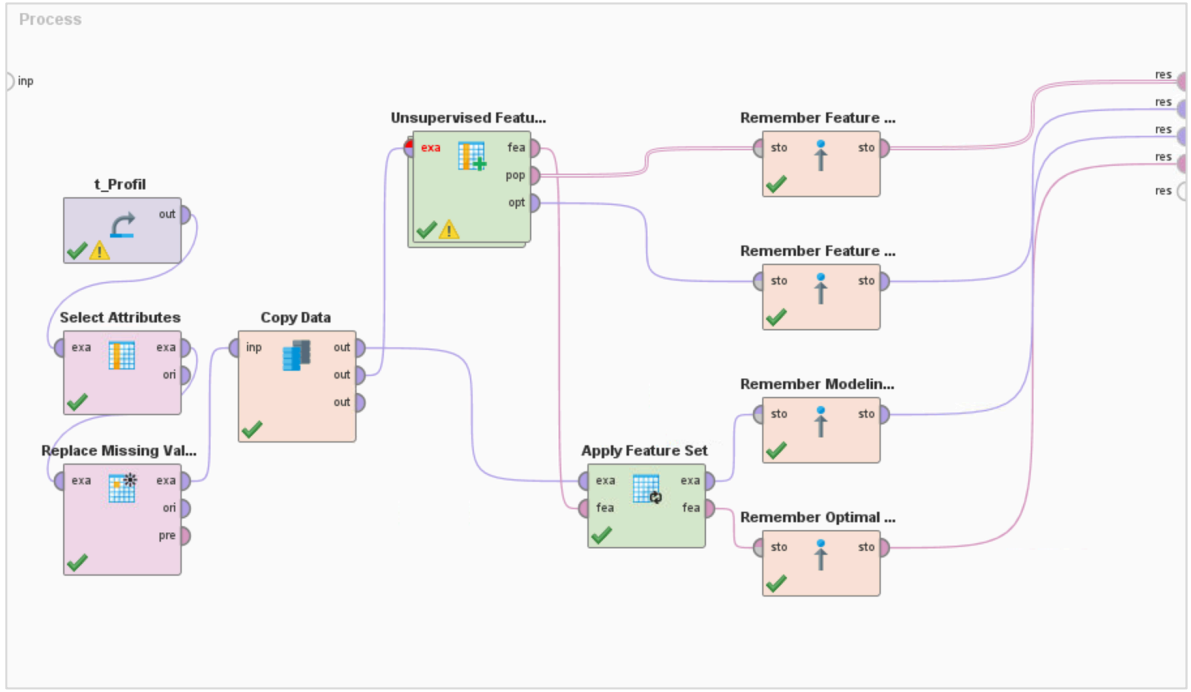 Process
inp
res
res
res
res
res
Unsupervised Featu...
exa
fea
pop
opt
Remember Feature ...
sto
sto
t_Profil
out
Remember Feature ...
sto
sto
Select Attributes
exa
exa
ori
Copy Data
inp
out
out
out
Remember Modelin...
sto
sto
Replace Missing Val...
exa
exa
ori
pre
Apply Feature Set
exa
exa
fea
fea
Remember Optimal ...
sto
sto